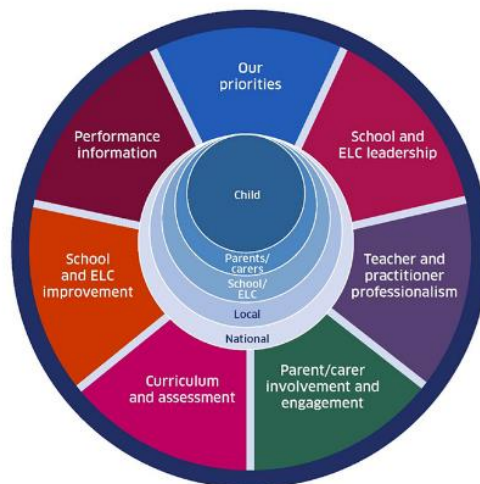 Our
priorities
School and
ELC leadership
Teacher and
practitioner
professionalism
Parent/carer
involvement and
engagement
Curriculum
and assessment
School
and ELC
improvement
Performance
information
Child
Parents/
carers
School/
ELC
Local
National